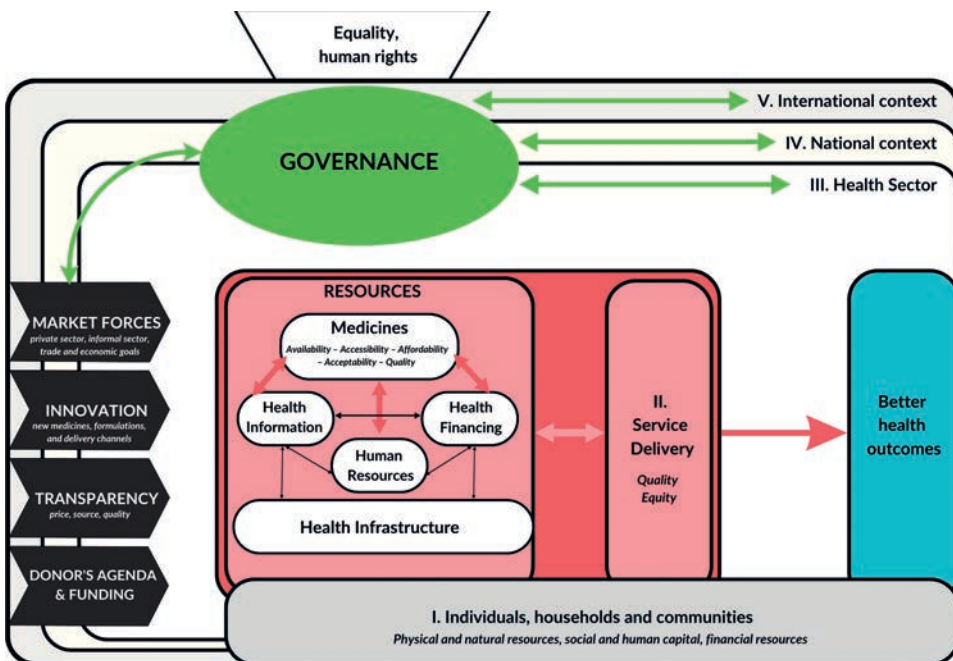 Equality,
human rights
V. International context
IV. National context
III. Health Sector
GOVERNANCE
MARKET FORCES
private sector, informal sector,
trade and economic goals
INNOVATION
new medicines, formulations,
and delivery channels
TRANSPARENCY
price, source, quality
DONOR'S AGENDA
& FUNDING
RESOURCES
Medicines
Availability – Accessibility – Affordability
– Acceptability – Quality
Health
Information
Health
Financing
Human
Resources
Health Infrastructure
II.
Service
Delivery
Quality
Equity
Better
health
outcomes
I. Individuals, households and communities
Physical and natural resources, social and human capital, financial resources